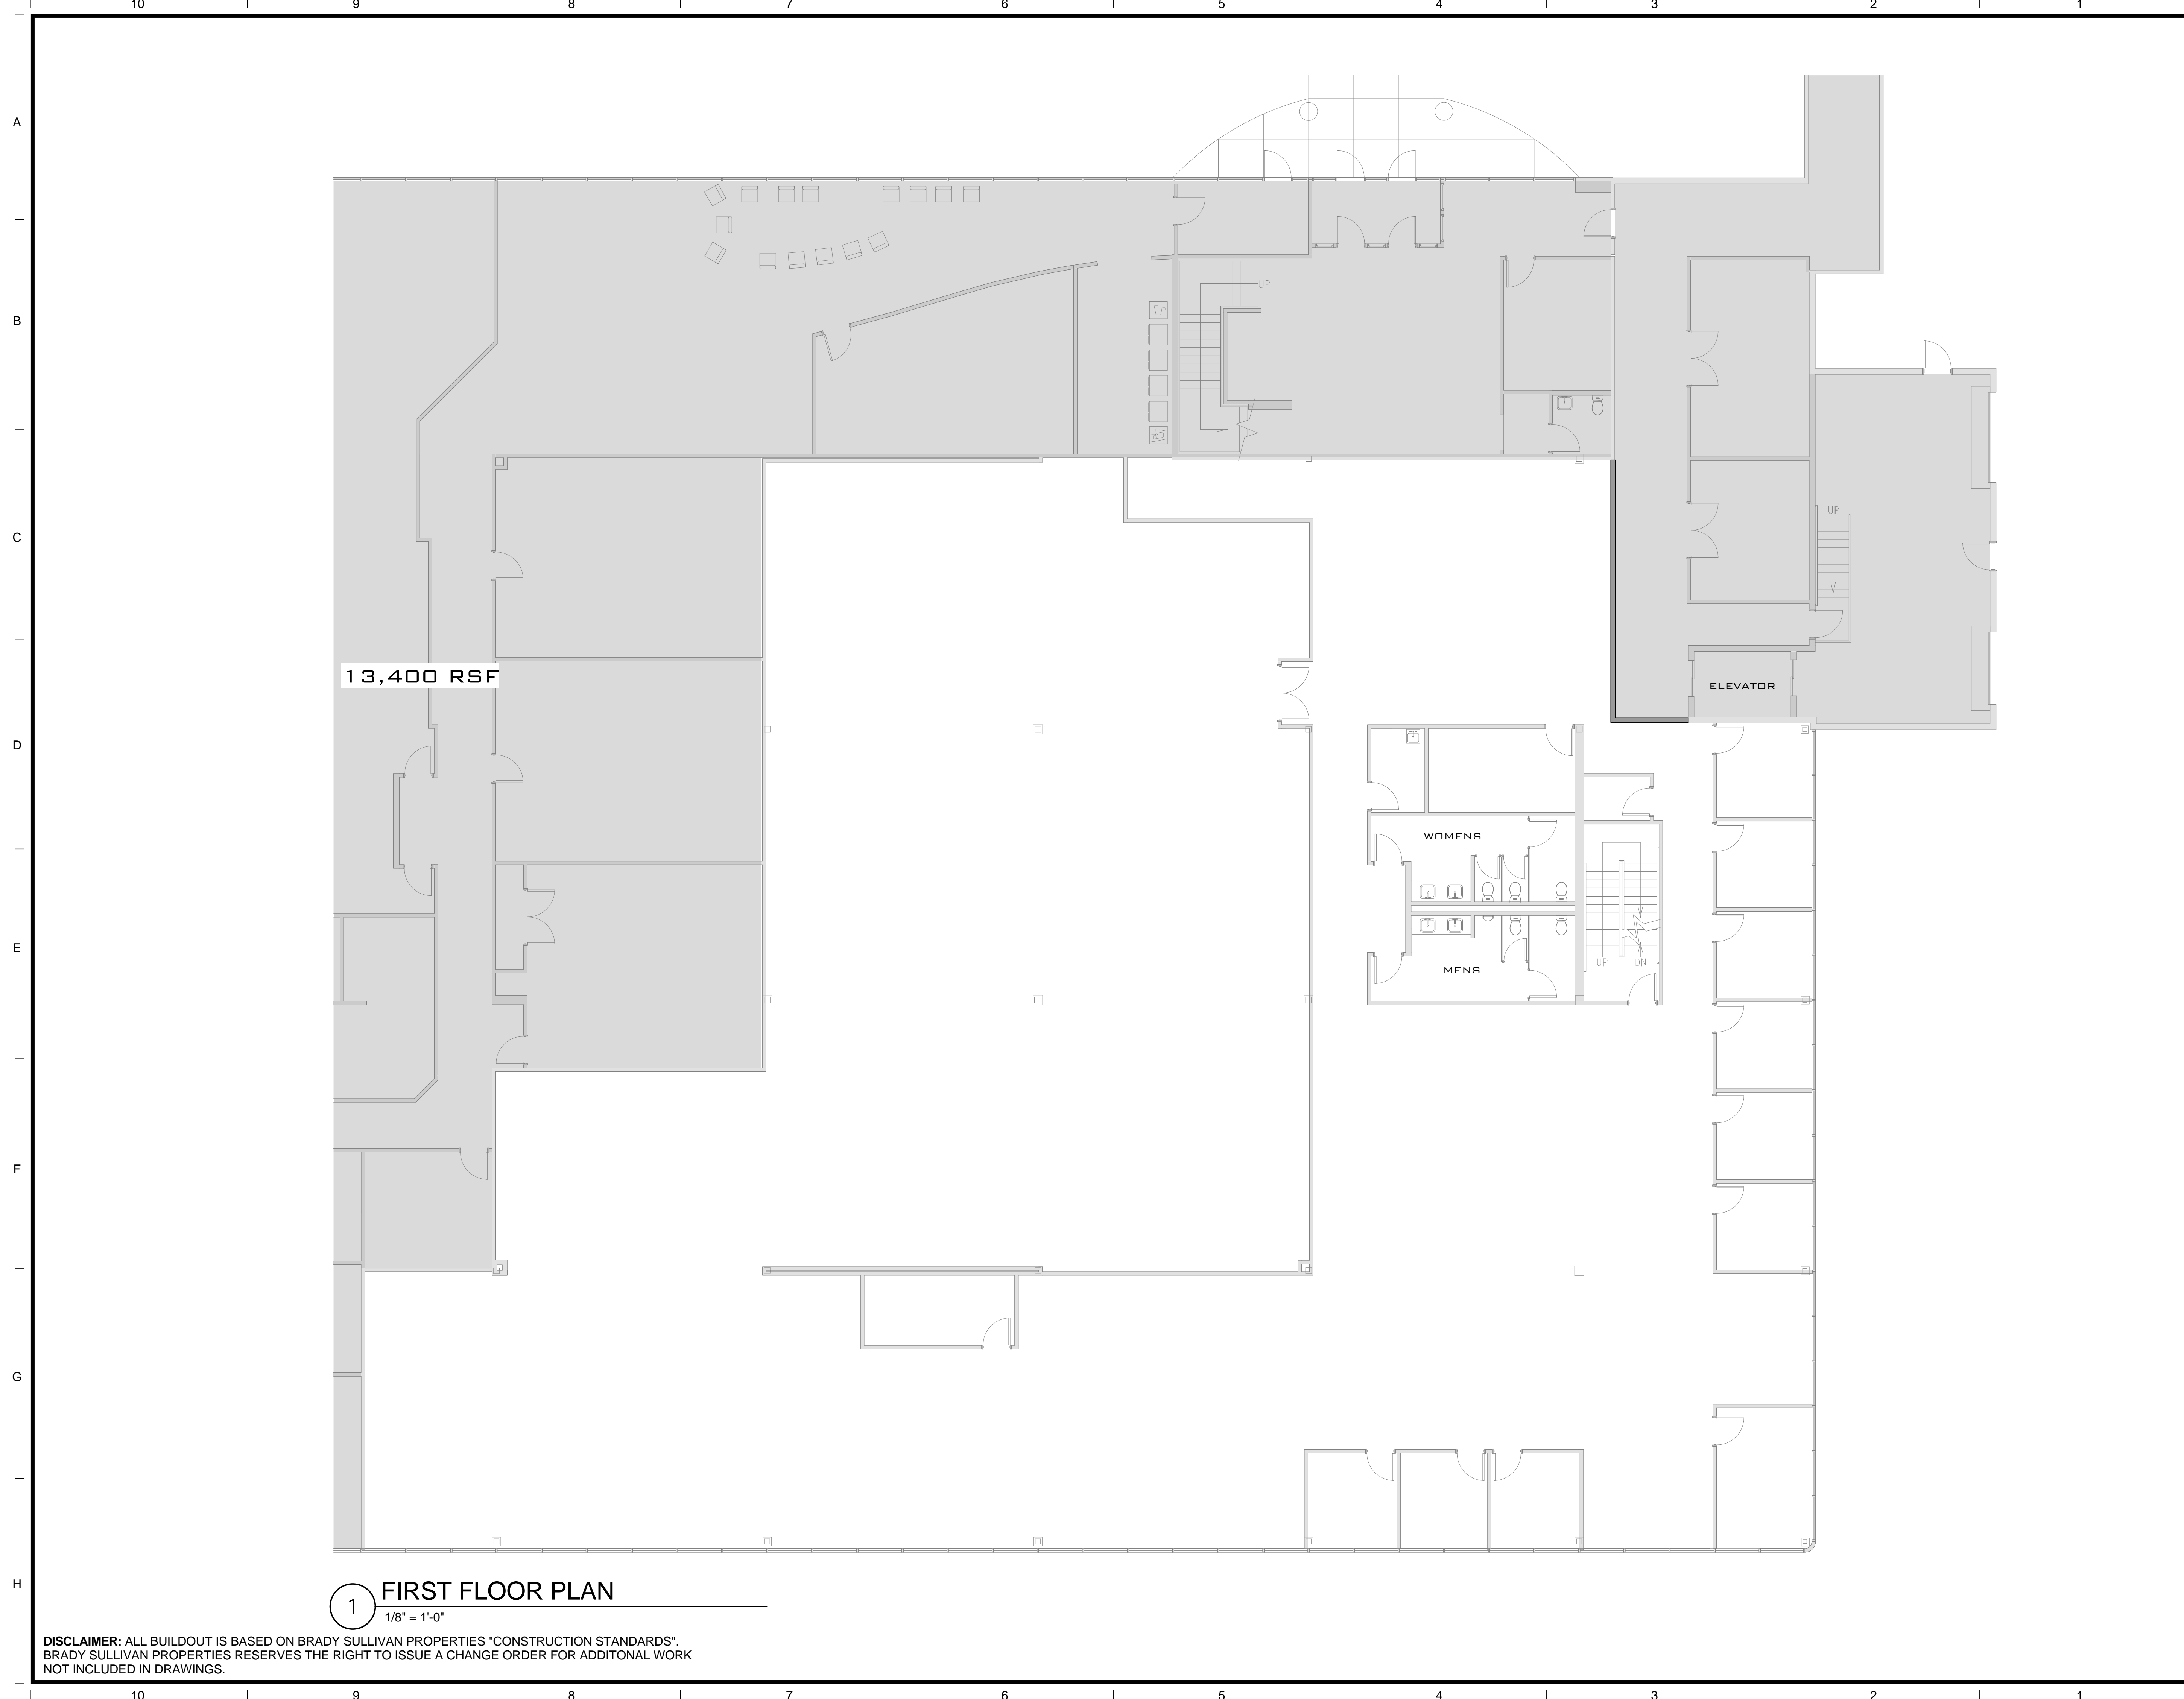 10 9 8 7 6 5 4 3 2 1
A
UP
B
C
UP
13,400 RSF
ELEVATOR
D
WOMENS
E
UP DN
MENS
F
G
H
1 FIRST FLOOR PLAN
1/8" = 1'-0"
DISCLAIMER: ALL BUILDOUT IS BASED ON BRADY SULLIVAN PROPERTIES "CONSTRUCTION STANDARDS".
BRADY SULLIVAN PROPERTIES RESERVES THE RIGHT TO ISSUE A CHANGE ORDER FOR ADDITONAL WORK
NOT INCLUDED IN DRAWINGS.
10 9 8 7 6 5 4 3 2 1